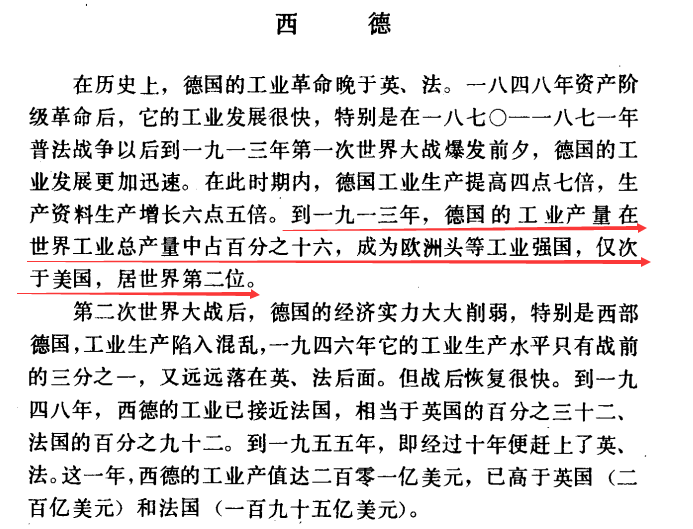 西 德
在历史上，德国的工业革命晚于英、法。一八四八年资产阶
级革命后，它的工业发展很快，特别是在一八七〇—一八七一年
普法战争以后到一九一三年第一次世界大战爆发前夕，德国的工
业发展更加迅速。在此时期内，德国工业生产提高四点七倍，生
产资料生产增长六点五倍。到一九一三年，德国的工业产量在
世界工业总产量中占百分之十六，成为欧洲头等工业强国，仅次
于美国，居世界第二位。
第二次世界大战后，德国的经济实力大大削弱，特别是西部
德国，工业生产陷入混乱，一九四六年它的工业生产水平只有战前
的三分之一，又远远落在英、法后面。但战后恢复很快。到一九
四八年，西德的工业已接近法国，相当于英国的百分之三十二、
法国的百分之九十二。到一九五五年，即经过十年便赶上了英、
法。这一年，西德的工业产值达二百零一亿美元，已高于英国（二
百亿美元）和法国（一百九十五亿美元）。